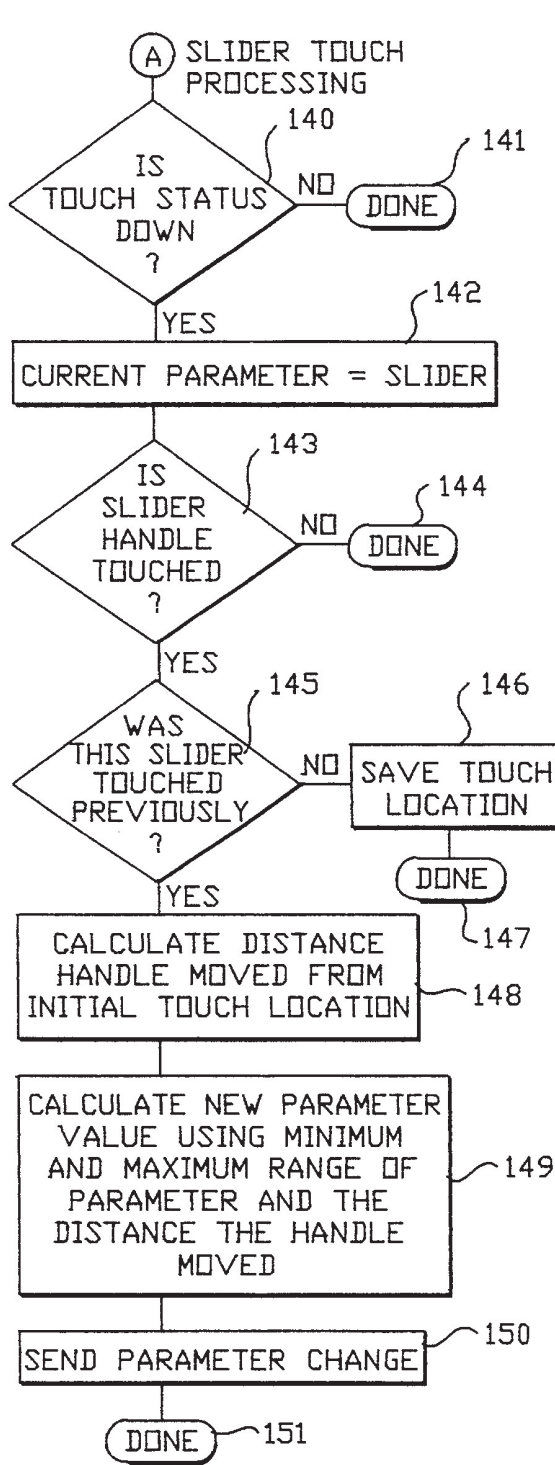 A SLIDER TOUCH
PROCESSING
140
IS
TOUCH STATUS
DOWN
?
NO
141
DONE
YES
142
CURRENT PARAMETER = SLIDER
143
IS
SLIDER
HANDLE
TOUCHED
?
NO
144
DONE
YES
145
WAS
THIS SLIDER
TOUCHED
PREVIOUSLY
?
NO
146
SAVE TOUCH
LOCATION
DONE
147
YES
CALCULATE DISTANCE
HANDLE MOVED FROM
INITIAL TOUCH LOCATION
148
CALCULATE NEW PARAMETER
VALUE USING MINIMUM
AND MAXIMUM RANGE OF
PARAMETER AND THE
DISTANCE THE HANDLE
MOVED
149
150
SEND PARAMETER CHANGE
DONE
151